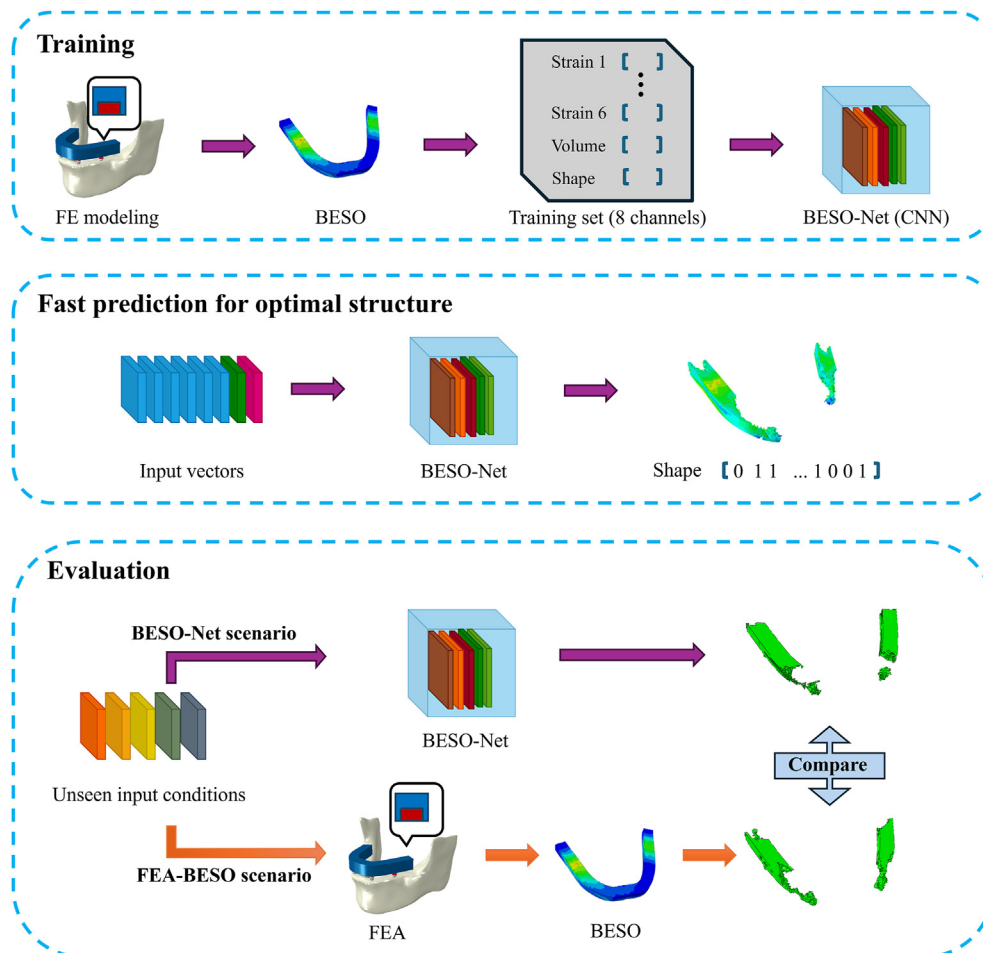 Training
Strain 1 [ ]
Strain 6 [ ]
Volume [ ]
Shape [ ]
FE modeling
BESO
Training set (8 channels)
BESO-Net (CNN)
Fast prediction for optimal structure
Input vectors
BESO-Net
Shape [ 0 1 1 ... 1 0 0 1 ]
Evaluation
BESO-Net scenario
BESO-Net
Unseen input conditions
Compare
FEA-BESO scenario
FEA
BESO